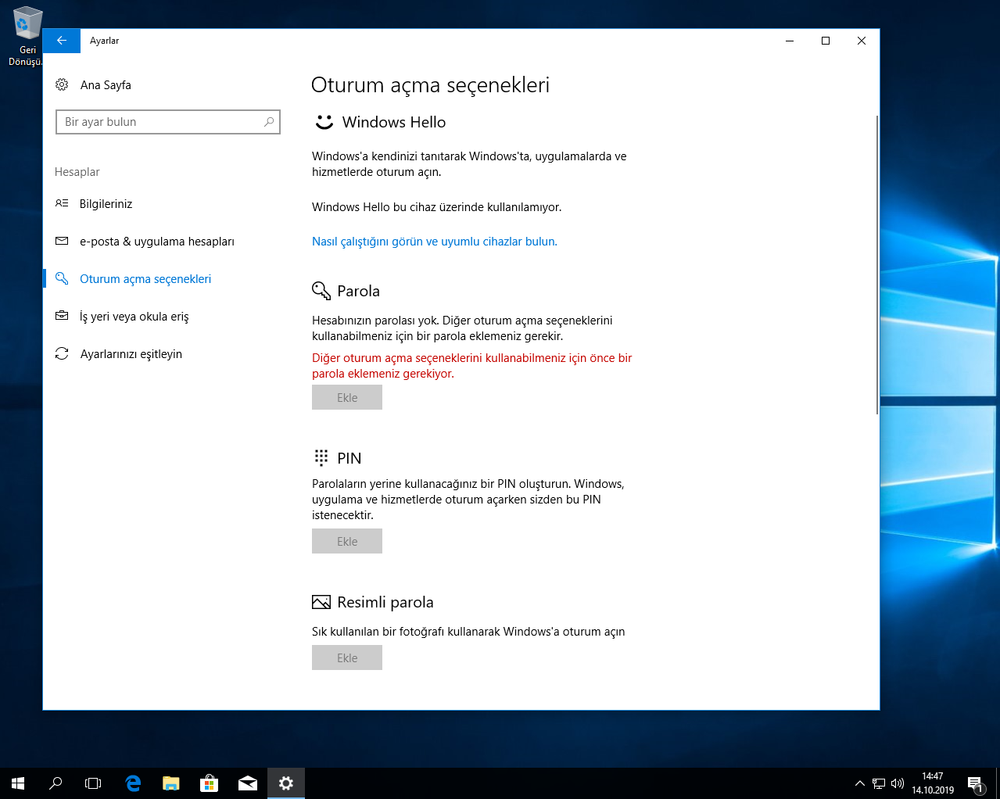 Geri
Dönüşü.
Ayarlar
Ana Sayfa
Bir ayar bulun
Hesaplar
Bilgileriniz
e-posta & uygulama hesapları
Oturum açma seçenekleri
İş yeri veya okula eriş
Ayarlarınızı eşitleyin
Oturum açma seçenekleri
Windows Hello
Windows'a kendinizi tanıtarak Windows'ta, uygulamalarda ve
hizmetlerde oturum açın.
Windows Hello bu cihaz üzerinde kullanılamıyor.
Nasıl çalıştığını görün ve uyumlu cihazlar bulun.
Parola
Hesabınızın parolası yok. Diğer oturum açma seçeneklerini
kullanabilmeniz için bir parola eklemeniz gerekir.
Diğer oturum açma seçeneklerini kullanabilmeniz için önce bir
parola eklemeniz gerekiyor.
Ekle
PIN
Parolaların yerine kullanacağınız bir PIN oluşturun. Windows,
uygulama ve hizmetlerde oturum açarken sizden bu PIN
istenecektir.
Ekle
Resimli parola
Sık kullanılan bir fotoğrafı kullanarak Windows'a oturum açın
Ekle
14:47
14.10.2019
1